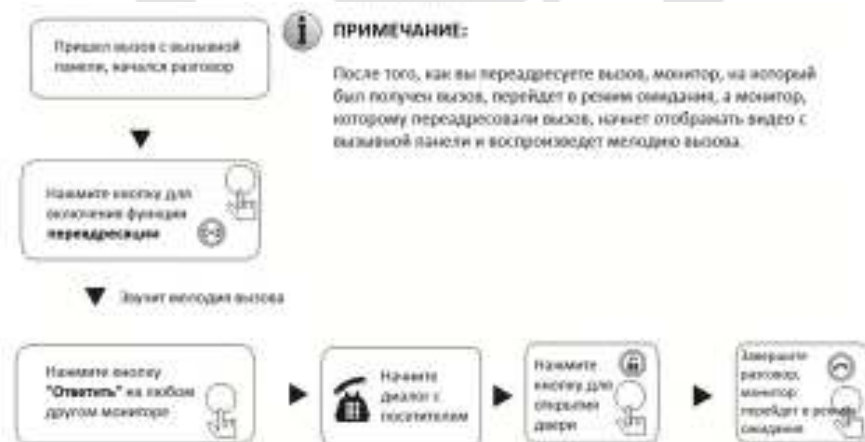 Пришел вызов с вызывной
панели, начался разговор
ПРИМЕЧАНИЕ:
После того, как вы переадресуете вызов, монитор, на который
был получен вызов, перейдет в режим ожидания, а монитор,
которому переадресовали вызов, начнет отображать видео с
вызывной панели и воспроизведет мелодию вызова.
Нажмите кнопку для
включения функции
переадресации
Звучит мелодия вызова
Нажмите кнопку
"Ответить" на любом
другом мониторе
Начните
диалог с
посетителем
Нажмите
кнопку для
открытия
двери
Завершите
разговор,
монитор
перейдет в режим
ожидания